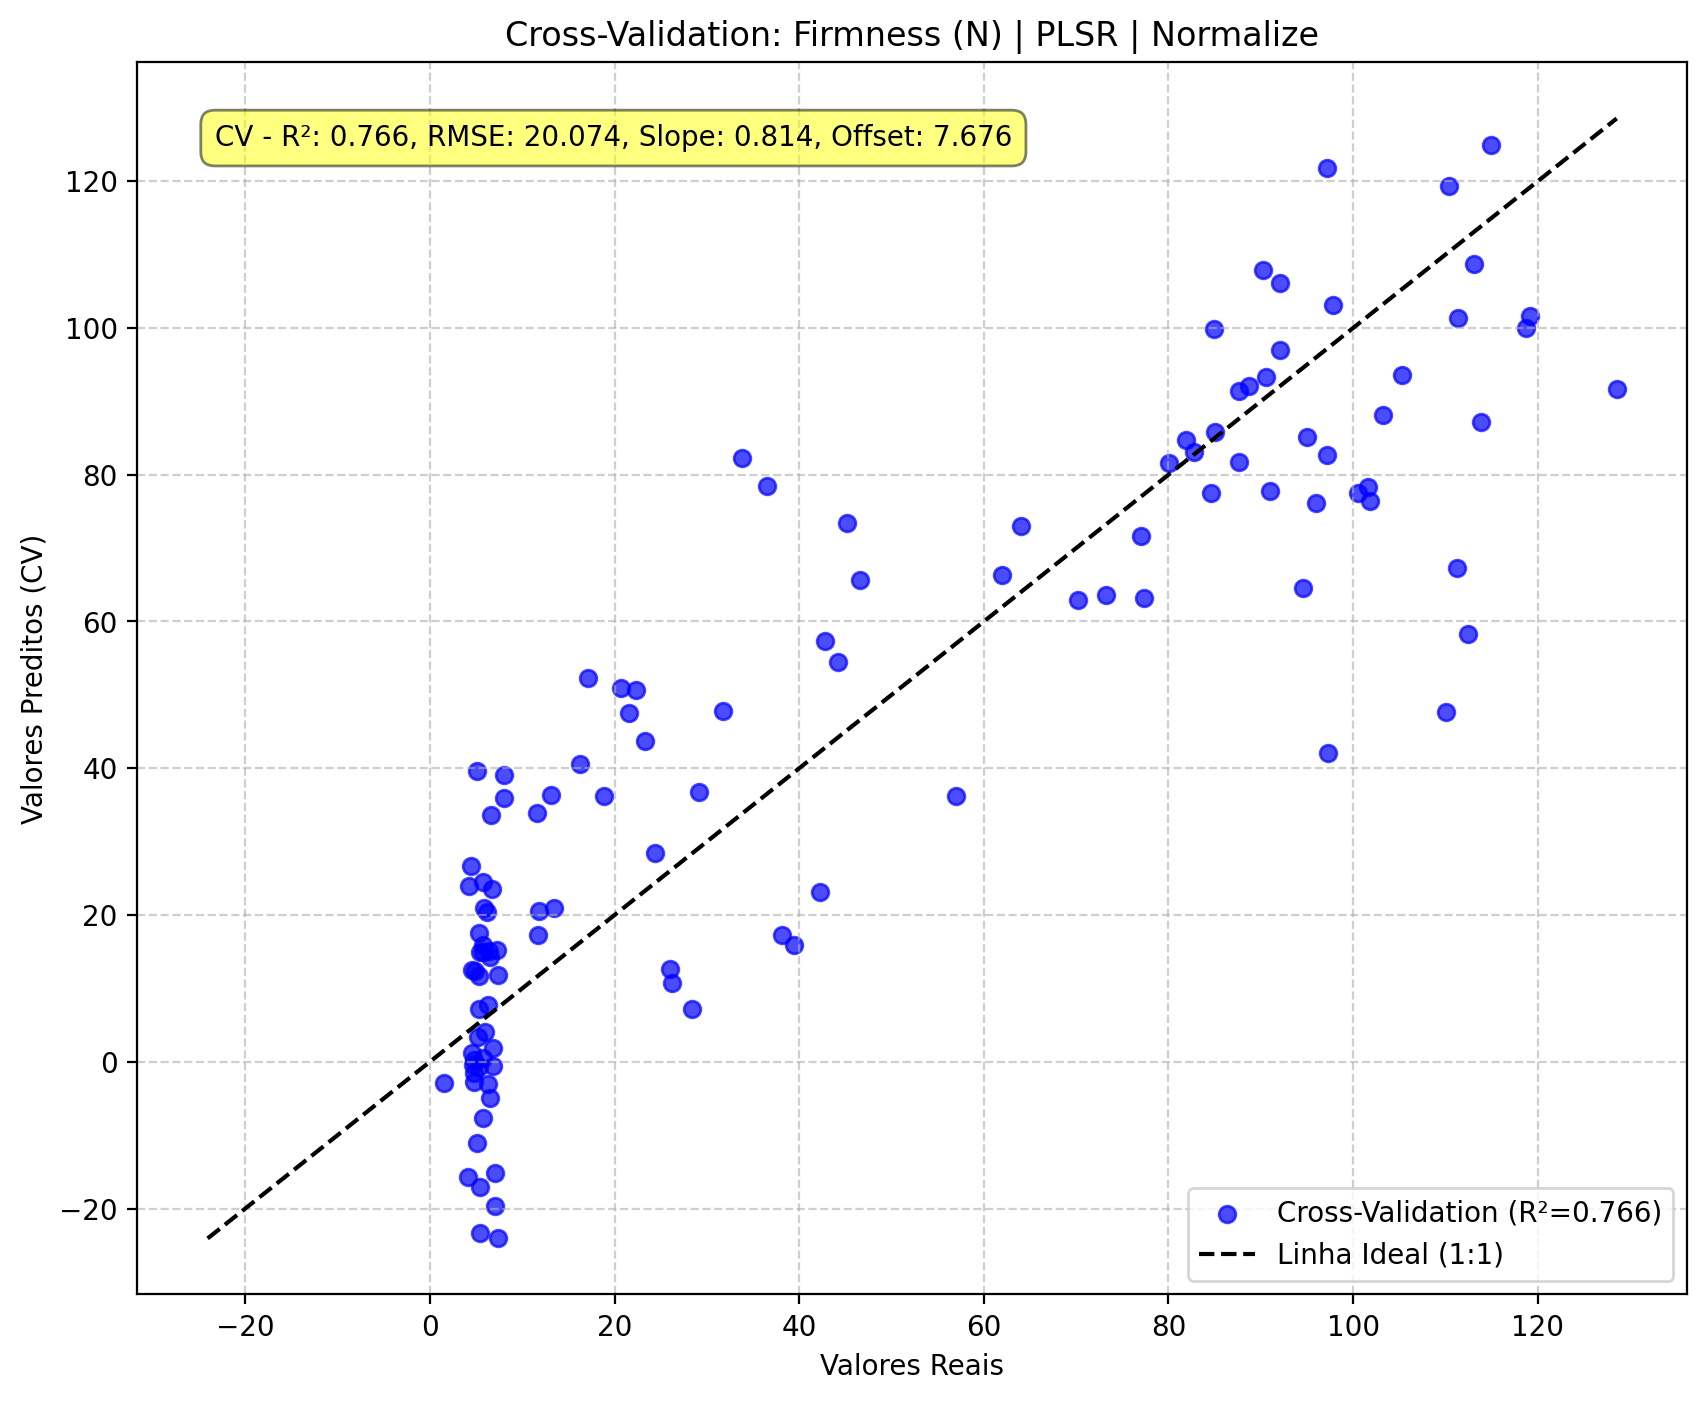 Cross-Validation: Firmness (N) | PLSR | Normalize
CV - R²: 0.766, RMSE: 20.074, Slope: 0.814, Offset: 7.676
Valores Preditos (CV)
120
100
80
60
40
20
0
−20
−20 0 20 40 60 80 100 120
Valores Reais
Cross-Validation (R²=0.766)
Linha Ideal (1:1)